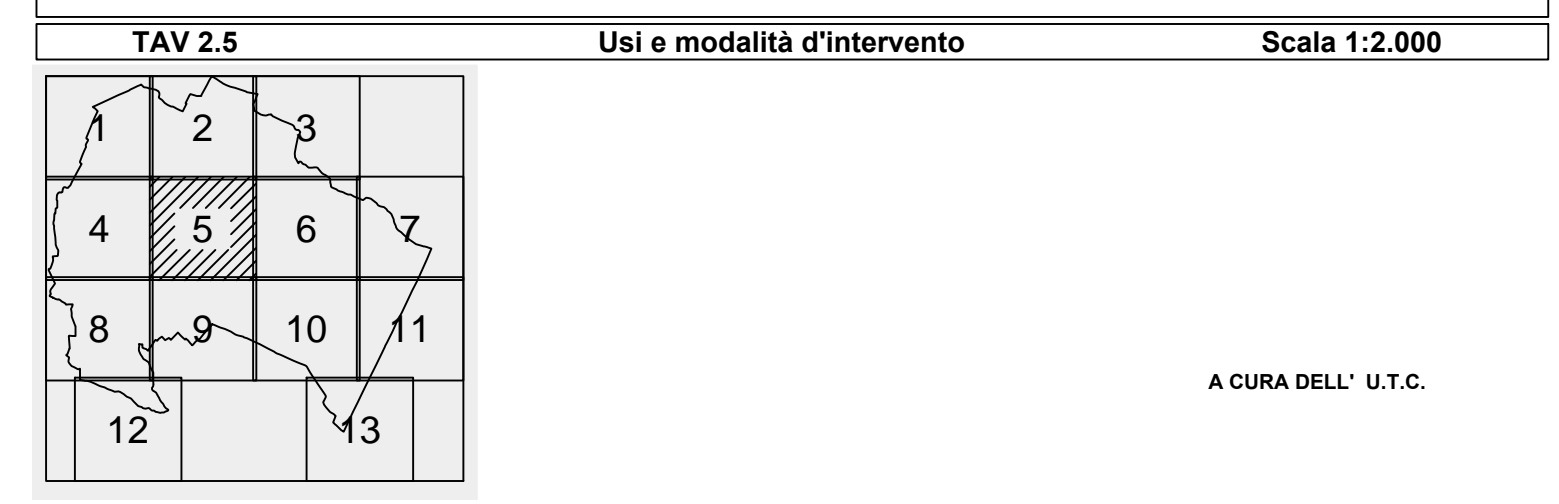 TAV 2.5 Usi e modalità d'intervento Scala 1:2.000
1 2 3
4 5 6 7
8 9 10 11
A CURA DELL' U.T.C.
12 13